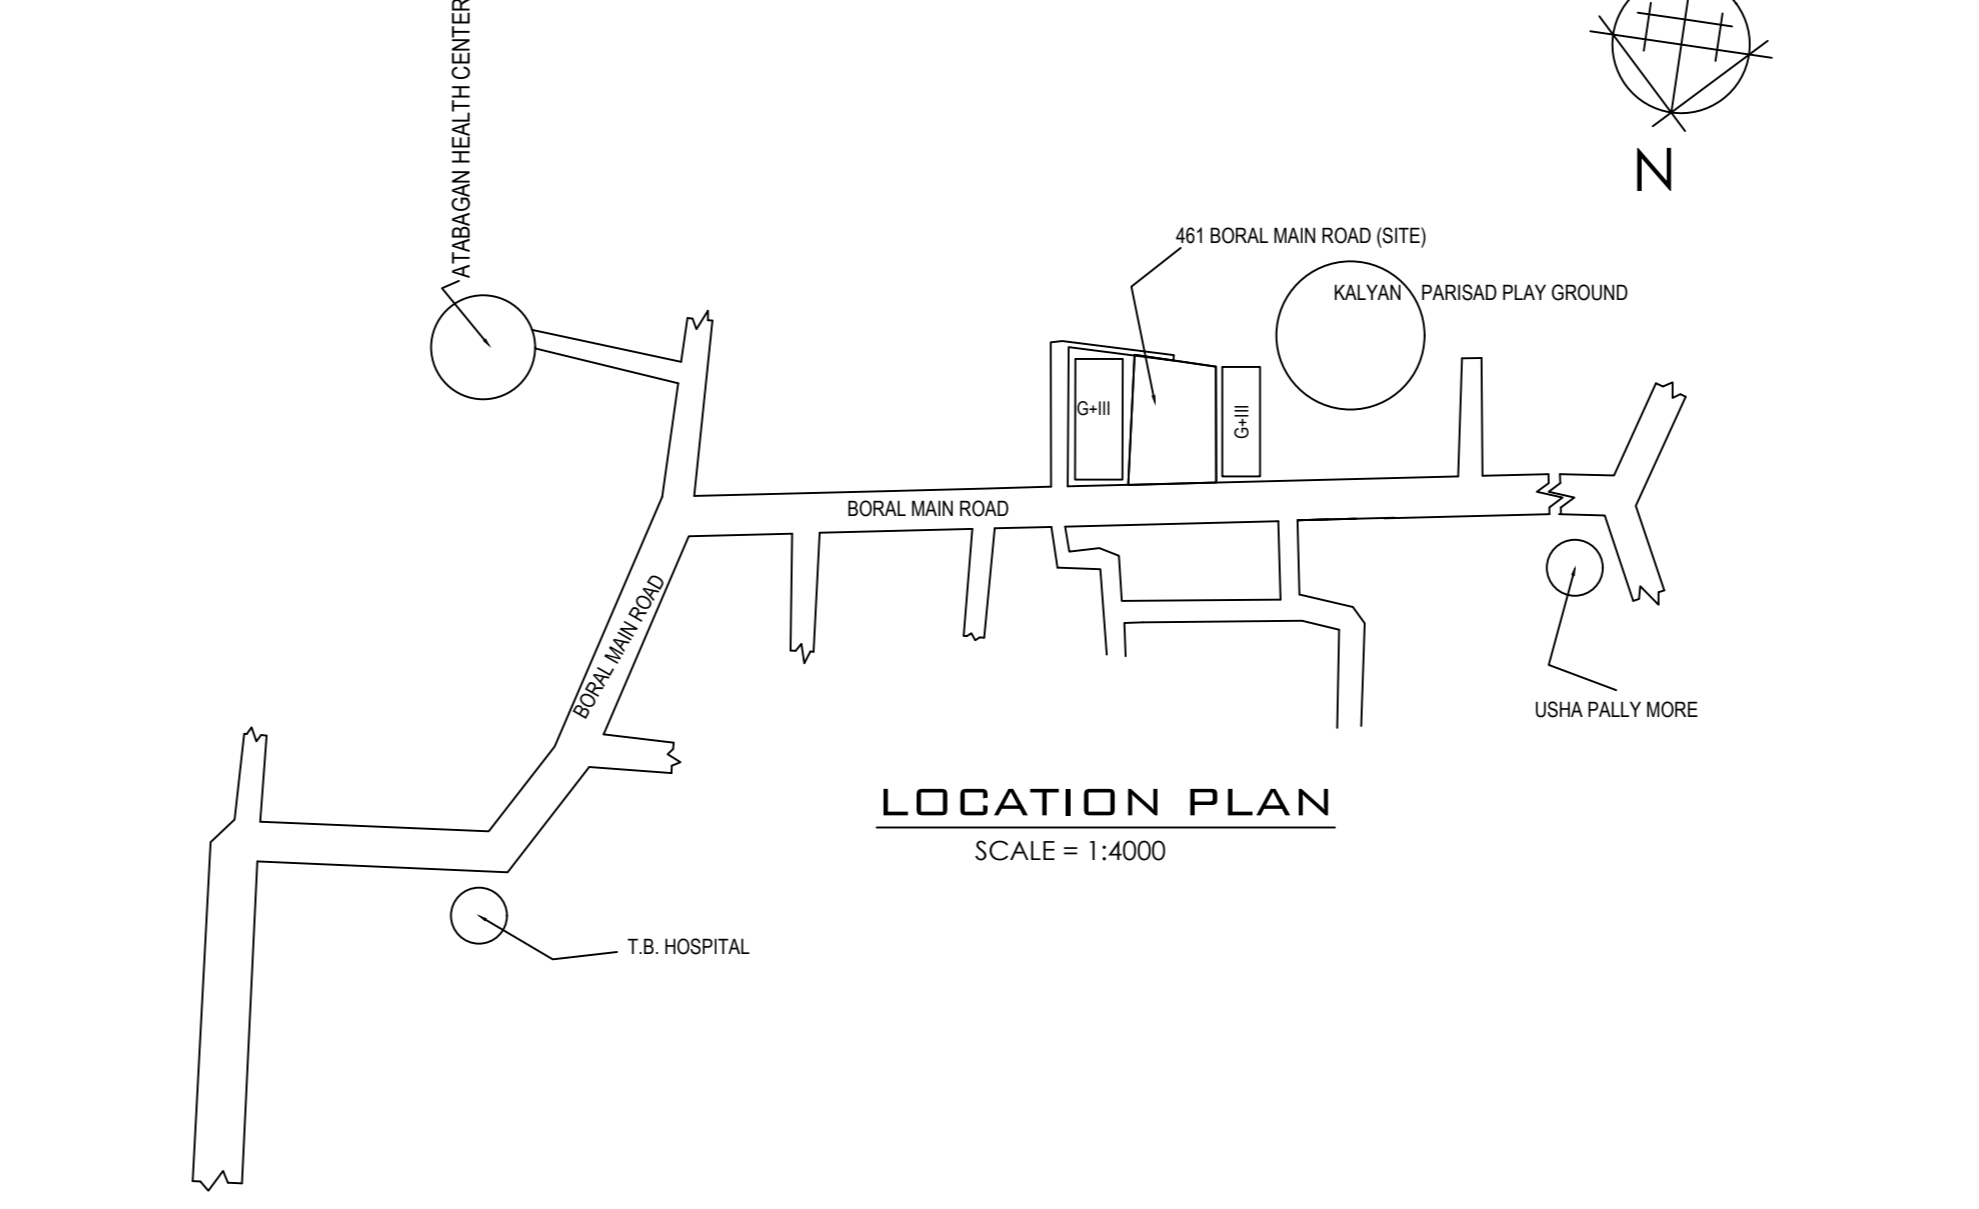 ATABAGAN HEALTH CENTER
N
461 BORAL MAIN ROAD (SITE)
KALYAN PARISAD PLAY GROUND
G+III
G+III
BORAL MAIN ROAD
BORAL MAIN ROAD
USHA PALLY MORE
LOCATION PLAN
SCALE = 1:4000
T.B. HOSPITAL